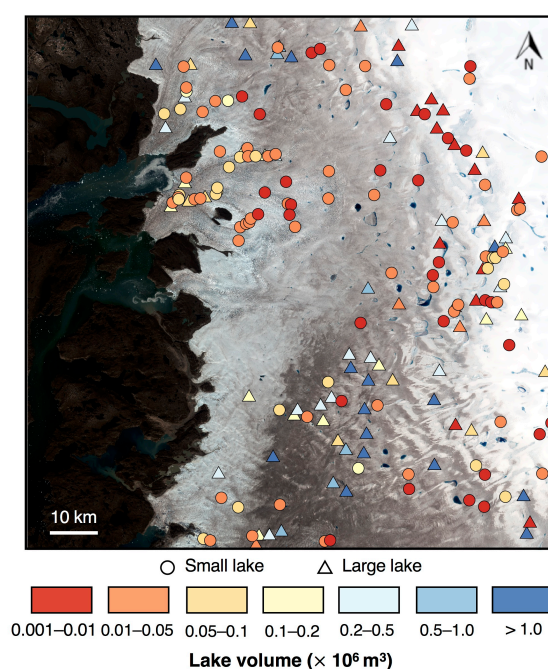 N
10 km
Small lake
Large lake
0.001–0.01 0.01–0.05 0.05–0.1 0.1–0.2 0.2–0.5 0.5–1.0 > 1.0
Lake volume (× 10⁶ m³)